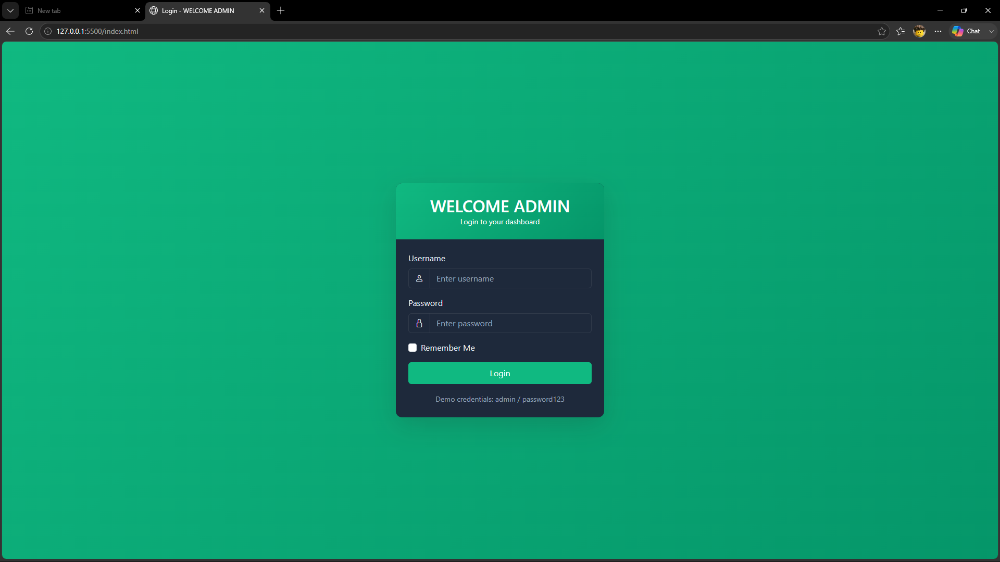 New tab
Login - WELCOME ADMIN
127.0.0.1:5500/index.html
Chat
WELCOME ADMIN
Login to your dashboard
Username
Enter username
Password
Enter password
Remember Me
Login
Demo credentials: admin / password123